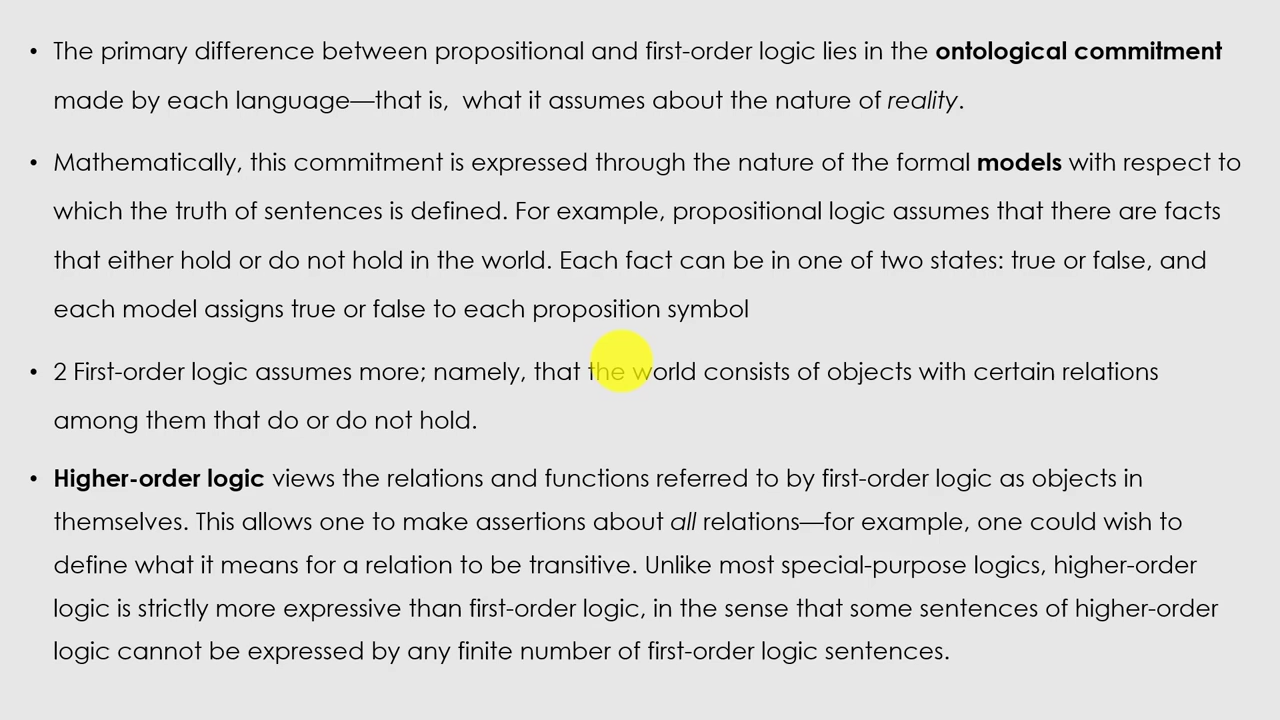 • The primary difference between propositional and first-order logic lies in the ontological commitment
made by each language—that is,  what it assumes about the nature of reality.
• Mathematically, this commitment is expressed through the nature of the formal models with respect to
which the truth of sentences is defined. For example, propositional logic assumes that there are facts
that either hold or do not hold in the world. Each fact can be in one of two states: true or false, and
each model assigns true or false to each proposition symbol
• 2 First-order logic assumes more; namely, that the world consists of objects with certain relations
among them that do or do not hold.
• Higher-order logic views the relations and functions referred to by first-order logic as objects in
themselves. This allows one to make assertions about all relations—for example, one could wish to
define what it means for a relation to be transitive. Unlike most special-purpose logics, higher-order
logic is strictly more expressive than first-order logic, in the sense that some sentences of higher-order
logic cannot be expressed by any finite number of first-order logic sentences.